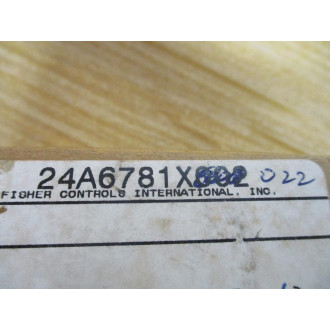 24A6781X 022
FISHER CONTROLS INTERNATIONAL, INC.